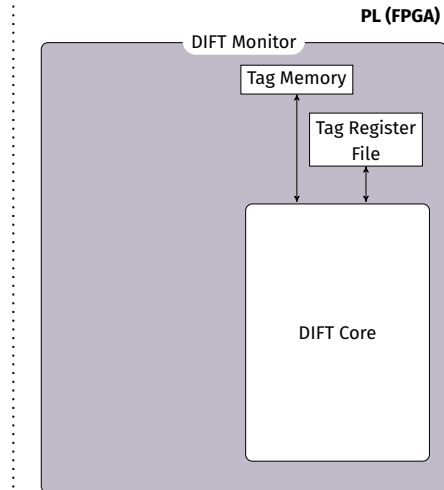 PL (FPGA)
DIFT Monitor
Tag Memory
Tag Register
File
DIFT Core